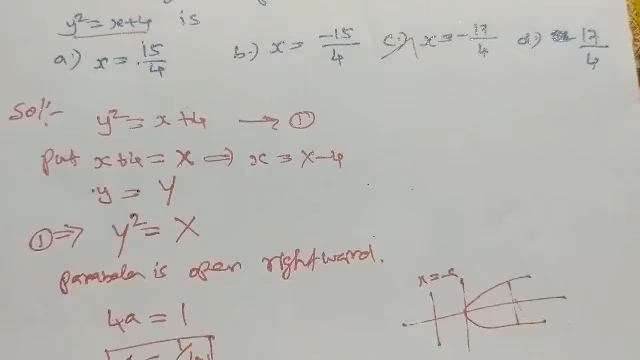 y² = x+4 is
a) x = 15/4 b.) x = -15/4 c.) x = -17/4 d.) 17/4
Sol:-
y² = x+4 → ①
put x+4 = X ⇒ x = X-4
y = Y
① ⇒ Y² = X
parabola is open rightward.
4a = 1